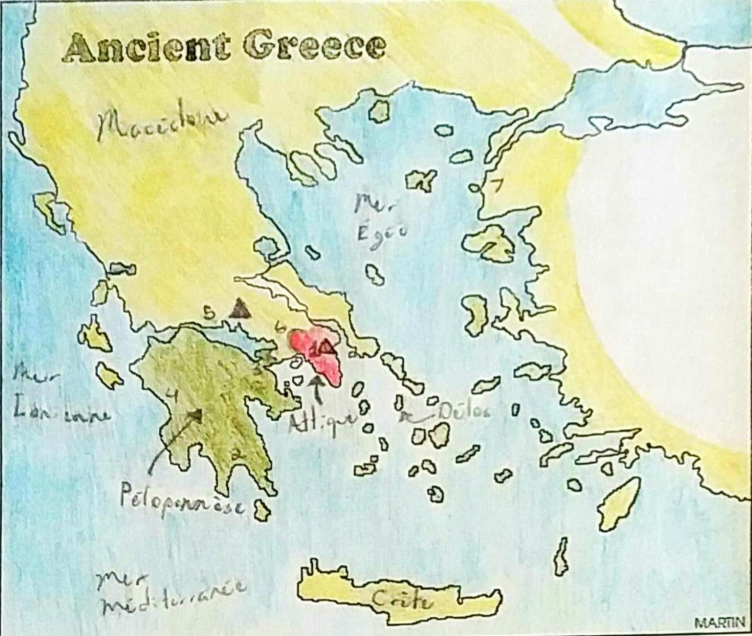 Ancient Greece
Macédoine
Mer
Égée
7
5
6
1
3
4
2
Mer
Ionienne
Attique
Délos
Péloponnèse
mer
méditerranée
Crète
MARTIN